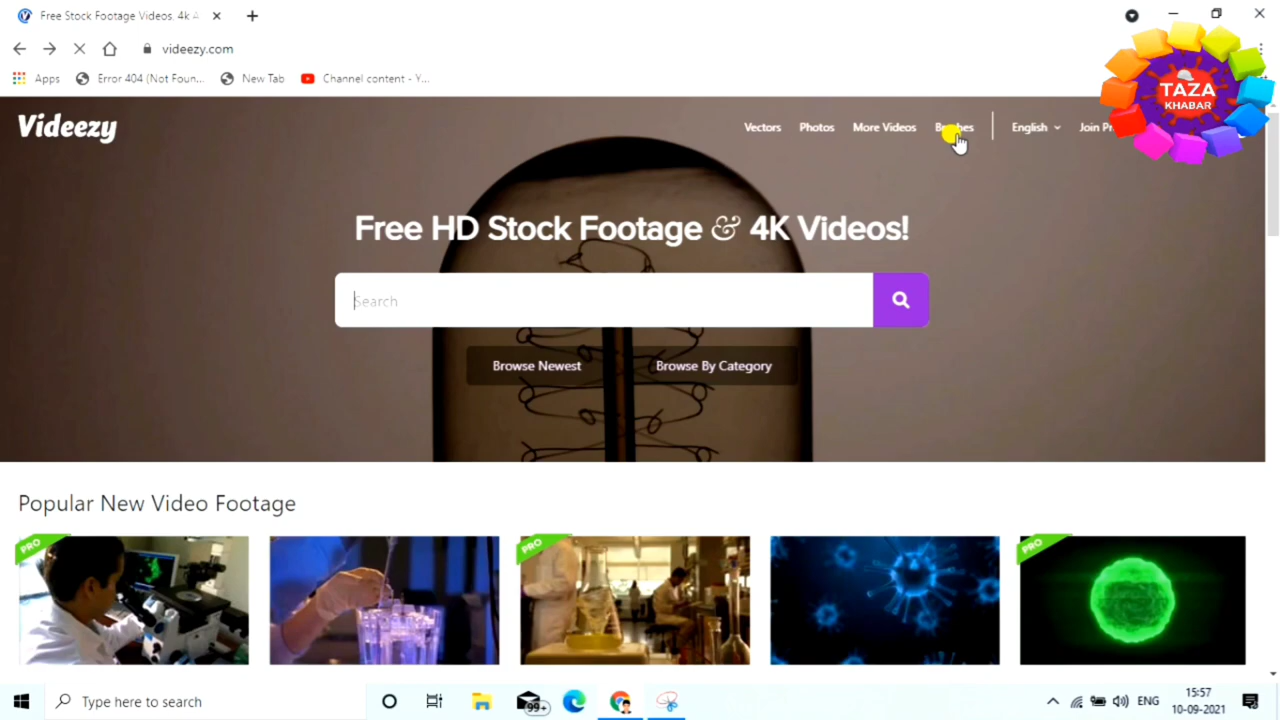 Free Stock Footage Videos, 4k A
videezy.com
Apps
Error 404 (Not Foun...
New Tab
Channel content - Y...
TAZA
KHABAR
Videezy
Vectors
Photos
More Videos
English
Join
Free HD Stock Footage & 4K Videos!
Search
Browse Newest
Browse By Category
Popular New Video Footage
PRO
PRO
PRO
Type here to search
99+
ENG
15:57
10-09-2021